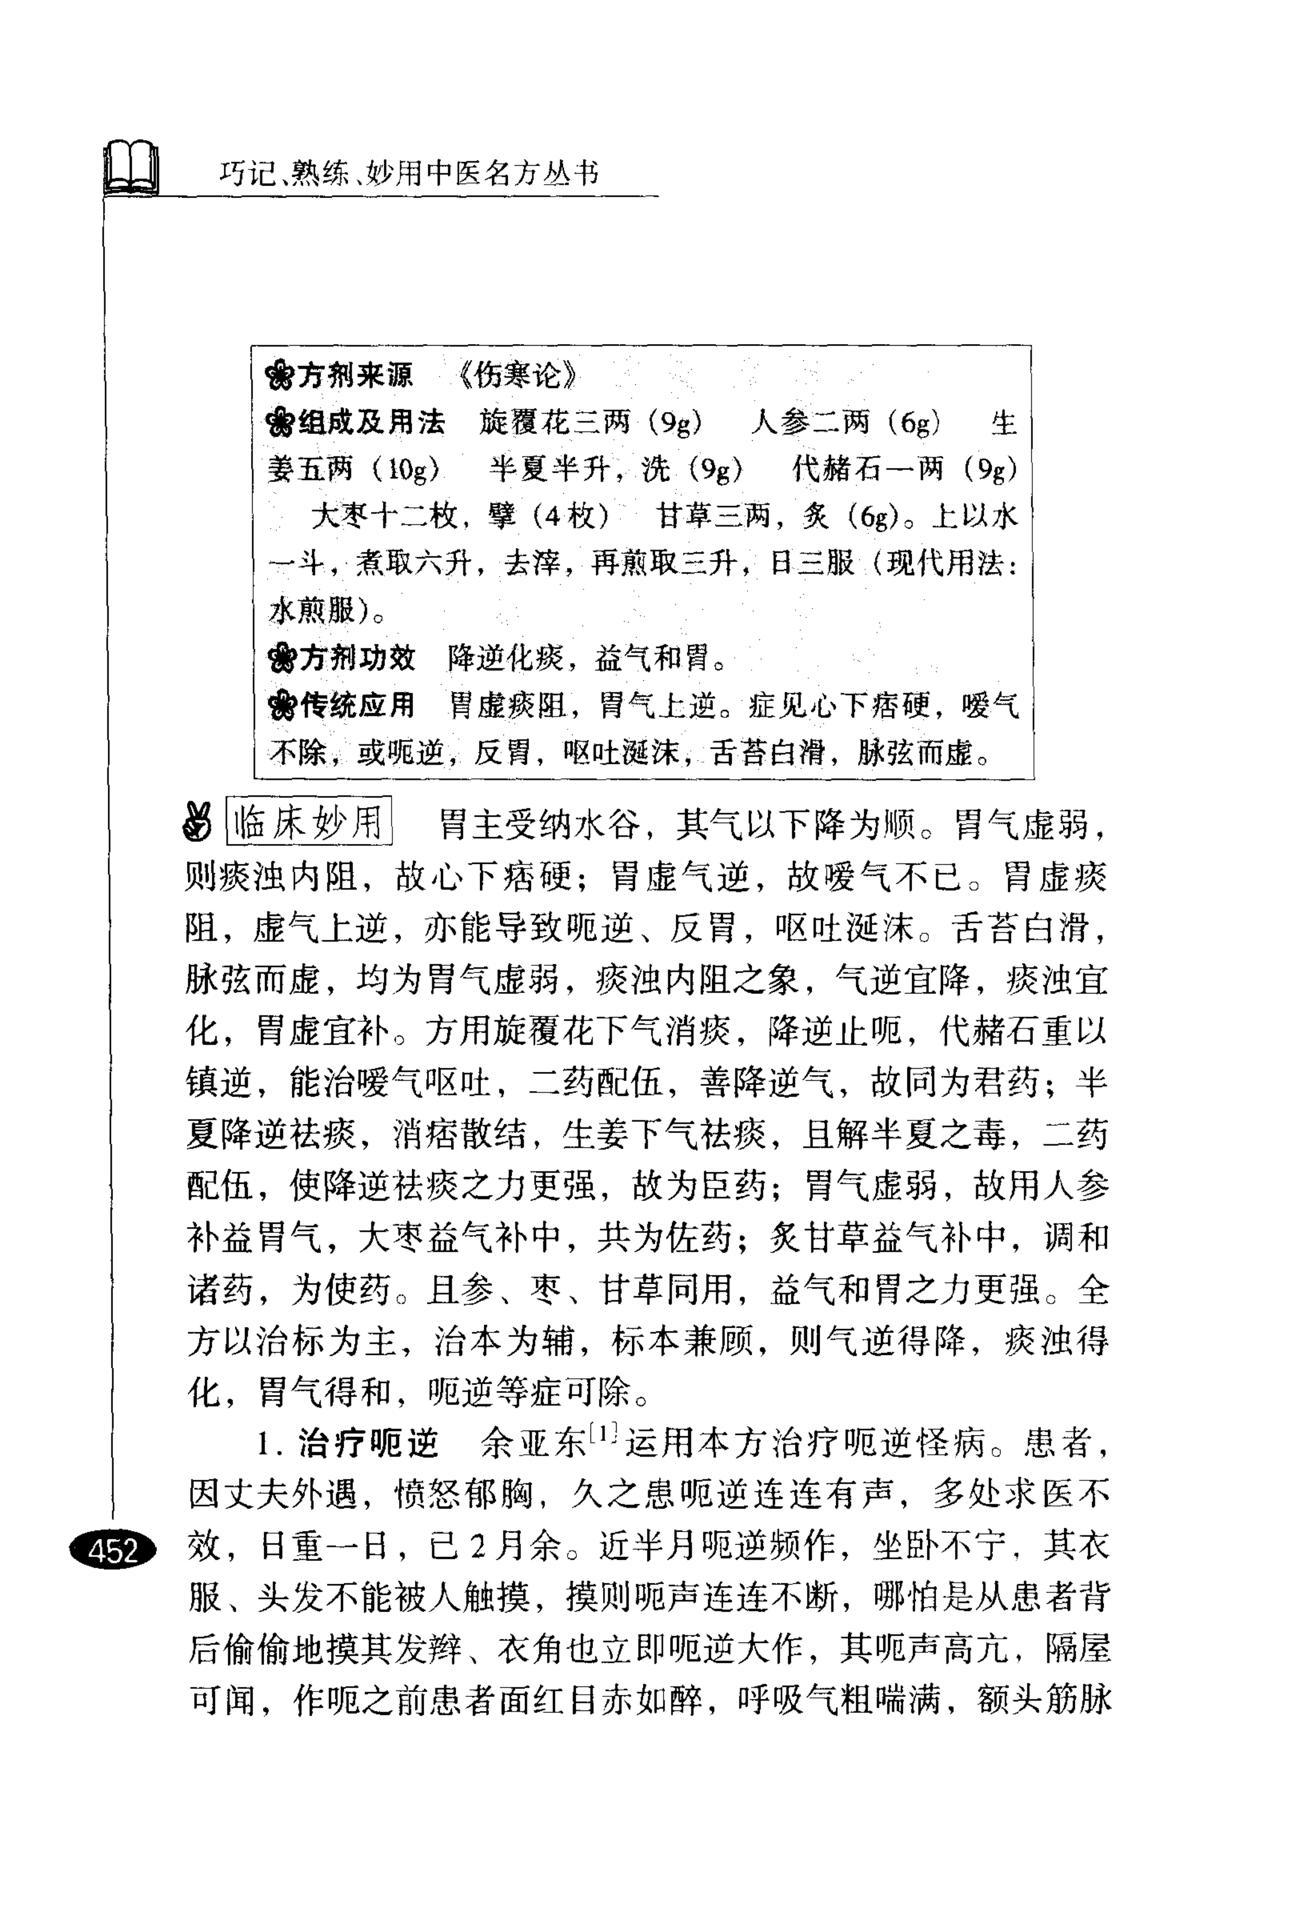 巧记、熟练、妙用中医名方丛书
方剂来源 《伤寒论》
组成及用法 旋覆花三两（9g） 人参二两（6g） 生
姜五两（10g） 半夏半升，洗（9g） 代赭石一两（9g）
大枣十二枚，擘（4枚） 甘草三两，炙（6g）。上以水
一斗，煮取六升，去滓，再煎取三升，日三服（现代用法：
水煎服）。
方剂功效 降逆化痰，益气和胃。
传统应用 胃虚痰阻，胃气上逆。症见心下痞硬，嗳气
不除，或呃逆，反胃，呕吐涎沫，舌苔白滑，脉弦而虚。
临床妙用 胃主受纳水谷，其气以下降为顺。胃气虚弱，
则痰浊内阻，故心下痞硬；胃虚气逆，故嗳气不已。胃虚痰
阻，虚气上逆，亦能导致呃逆、反胃，呕吐涎沫。舌苔白滑，
脉弦而虚，均为胃气虚弱，痰浊内阻之象，气逆宜降，痰浊宜
化，胃虚宜补。方用旋覆花下气消痰，降逆止呃，代赭石重以
镇逆，能治嗳气呕吐，二药配伍，善降逆气，故同为君药；半
夏降逆祛痰，消痞散结，生姜下气祛痰，且解半夏之毒，二药
配伍，使降逆祛痰之力更强，故为臣药；胃气虚弱，故用人参
补益胃气，大枣益气补中，共为佐药；炙甘草益气补中，调和
诸药，为使药。且参、枣、甘草同用，益气和胃之力更强。全
方以治标为主，治本为辅，标本兼顾，则气逆得降，痰浊得
化，胃气得和，呃逆等症可除。
1. 治疗呃逆 余亚东[1]运用本方治疗呃逆怪病。患者，
因丈夫外遇，愤怒郁胸，久之患呃逆连连有声，多处求医不
效，日重一日，已2月余。近半月呃逆频作，坐卧不宁，其衣
服、头发不能被人触摸，摸则呃声连连不断，哪怕是从患者背
后偷偷地摸其发辫、衣角也立即呃逆大作，其呃声高亢，隔屋
可闻，作呃之前患者面红目赤如醉，呼吸气粗喘满，额头筋脉
452